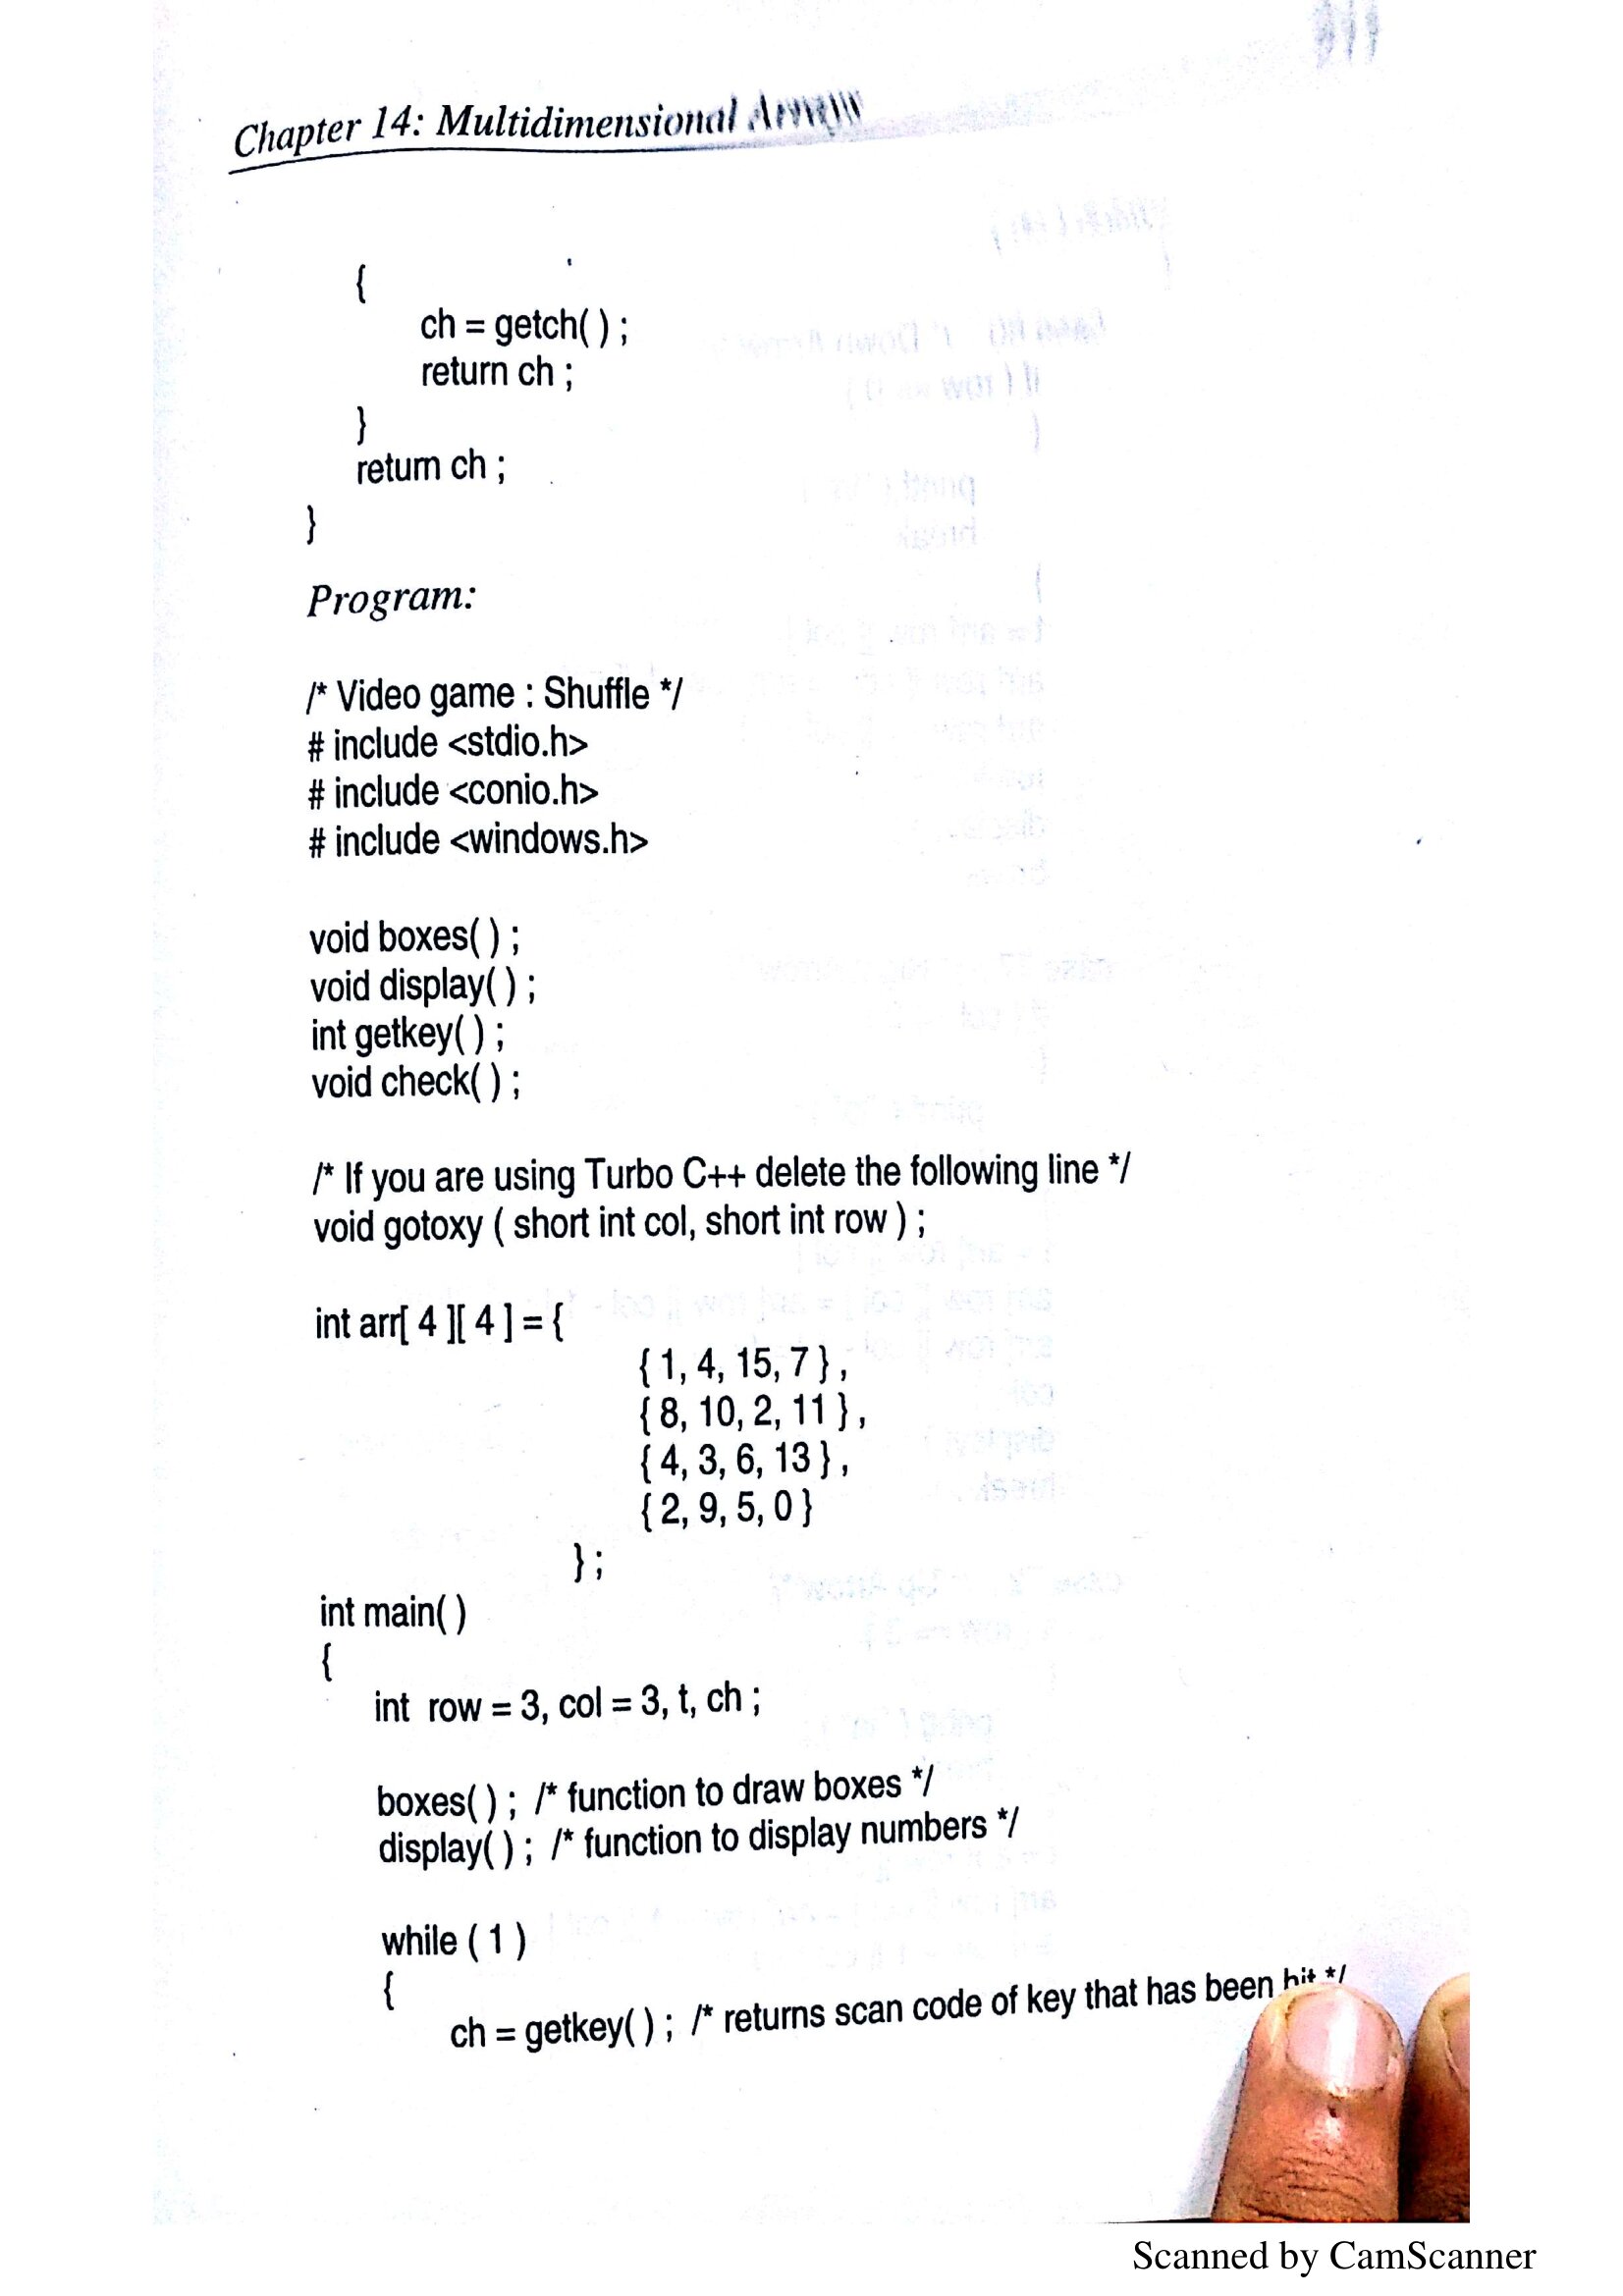 Chapter 14: Multidimensional Arrays
{
ch = getch( ) ;
return ch ;
}
return ch ;
}
Program:
/* Video game : Shuffle */
# include <stdio.h>
# include <conio.h>
# include <windows.h>
void boxes( ) ;
void display( ) ;
int getkey( ) ;
void check( ) ;
/* If you are using Turbo C++ delete the following line */
void gotoxy ( short int col, short int row ) ;
int arr[ 4 ][ 4 ] = {
{ 1, 4, 15, 7 } ,
{ 8, 10, 2, 11 } ,
{ 4, 3, 6, 13 } ,
{ 2, 9, 5, 0 }
} ;
int main( )
{
int row = 3, col = 3, t, ch ;
boxes( ) ; /* function to draw boxes */
display( ) ; /* function to display numbers */
while ( 1 )
{
ch = getkey( ) ; /* returns scan code of key that has been hit */
Scanned by CamScanner